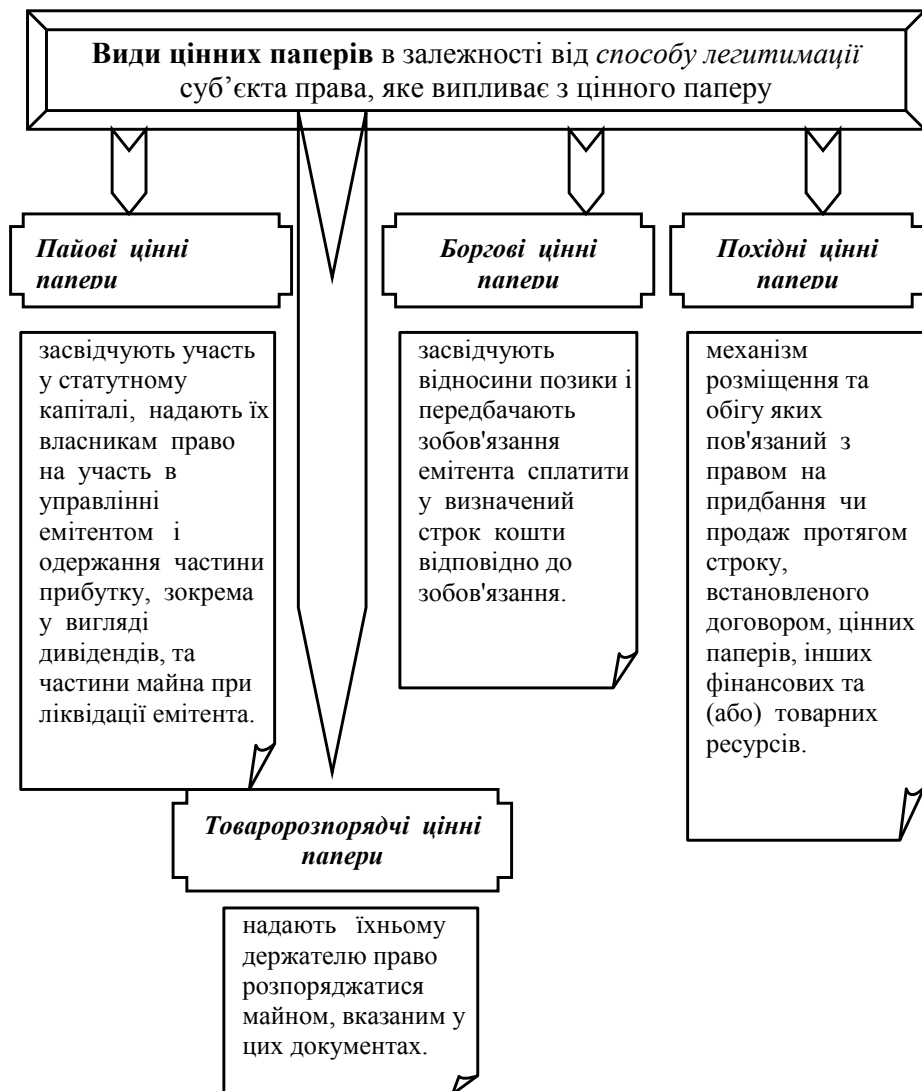 Види цінних паперів в залежності від способу легитимації
суб’єкта права, яке випливає з цінного паперу
Пайові цінні
папери
засвідчують участь
у статутному
капіталі, надають їх
власникам право
на участь в
управлінні
емітентом і
одержання частини
прибутку, зокрема
у вигляді
дивідендів, та
частини майна при
ліквідації емітента.
Боргові цінні
папери
засвідчують
відносини позики і
передбачають
зобов'язання
емітента сплатити
у визначений
строк кошти
відповідно до
зобов'язання.
Похідні цінні
папери
механізм
розміщення та
обігу яких
пов'язаний з
правом на
придбання чи
продаж протягом
строку,
встановленого
договором, цінних
паперів, інших
фінансових та
(або) товарних
ресурсів.
Товаророзпорядчі цінні
папери
надають їхньому
держателю право
розпоряджатися
майном, вказаним у
цих документах.